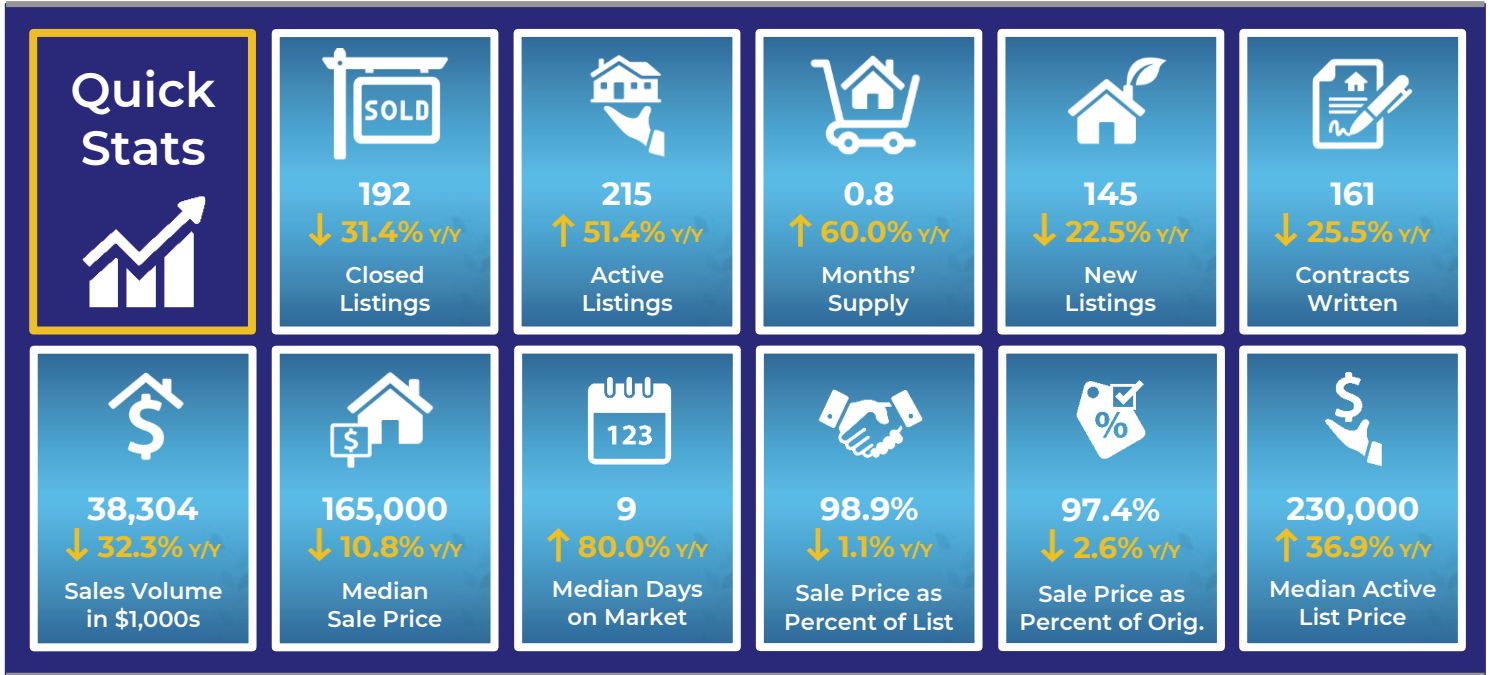 Quick
Stats
SOLD
192
↓ 31.4% Y/Y
Closed
Listings
215
↑ 51.4% Y/Y
Active
Listings
0.8
↑ 60.0% Y/Y
Months’
Supply
145
↓ 22.5% Y/Y
New
Listings
161
↓ 25.5% Y/Y
Contracts
Written
$
38,304
↓ 32.3% Y/Y
Sales Volume
in $1,000s
$
165,000
↓ 10.8% Y/Y
Median
Sale Price
123
9
↑ 80.0% Y/Y
Median Days
on Market
98.9%
↓ 1.1% Y/Y
Sale Price as
Percent of List
%
97.4%
↓ 2.6% Y/Y
Sale Price as
Percent of Orig.
$
230,000
↑ 36.9% Y/Y
Median Active
List Price